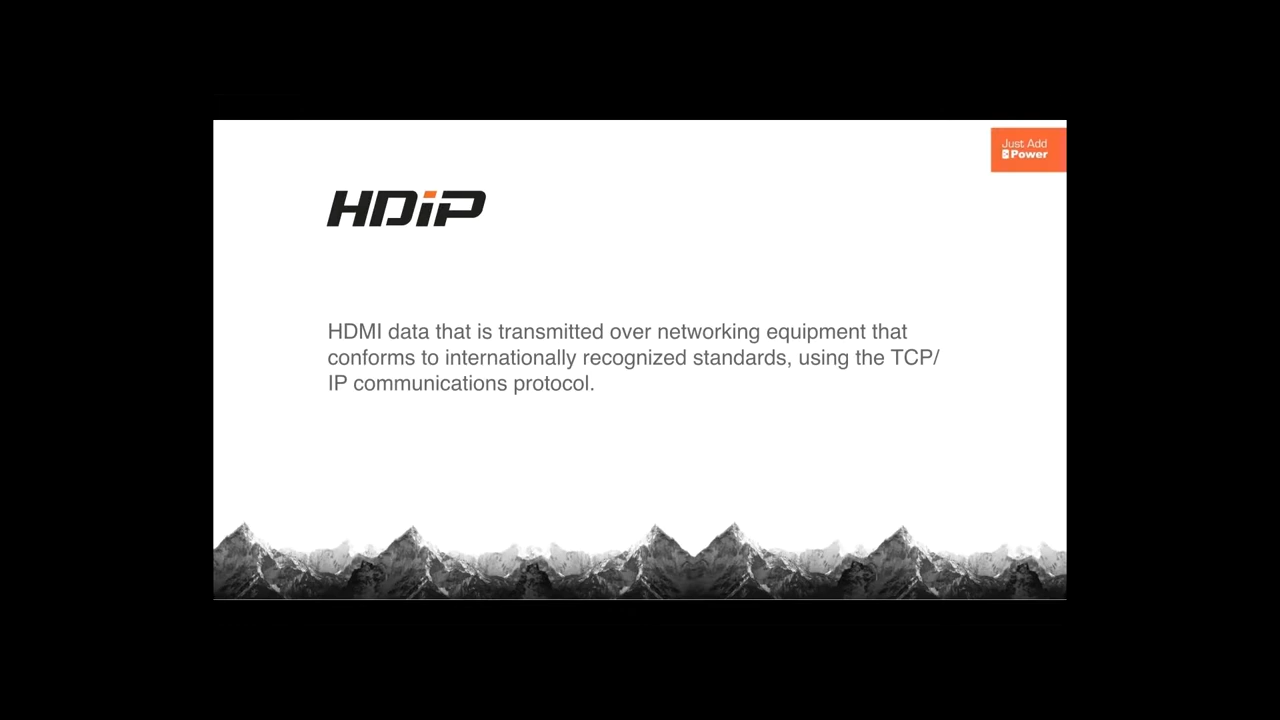 Just Add
Power
HDiP
HDMI data that is transmitted over networking equipment that
conforms to internationally recognized standards, using the TCP/
IP communications protocol.